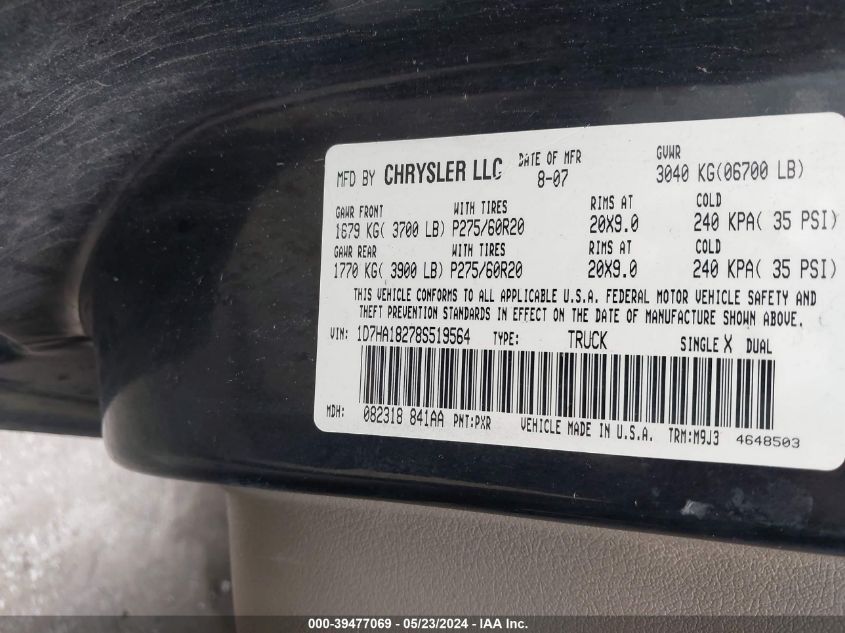 MFD BY CHRYSLER LLC DATE OF MFR 8-07 GVWR 3040 KG(06700 LB)
GAWR FRONT WITH TIRES RIMS AT COLD
1679 KG( 3700 LB) P275/60R20 20X9.0 240 KPA( 35 PSI)
GAWR REAR WITH TIRES RIMS AT COLD
1770 KG( 3900 LB) P275/60R20 20X9.0 240 KPA( 35 PSI)
THIS VEHICLE CONFORMS TO ALL APPLICABLE U.S.A. FEDERAL MOTOR VEHICLE SAFETY AND
THEFT PREVENTION STANDARDS IN EFFECT ON THE DATE OF MANUFACTURE SHOWN ABOVE.
VIN: 1D7HA18278S519564 TYPE: TRUCK SINGLE X DUAL
MDH: 082318 841AA PNT:PXR VEHICLE MADE IN U.S.A. TRM:M9J3 4648503
000-39477069 - 05/23/2024 - IAA Inc.